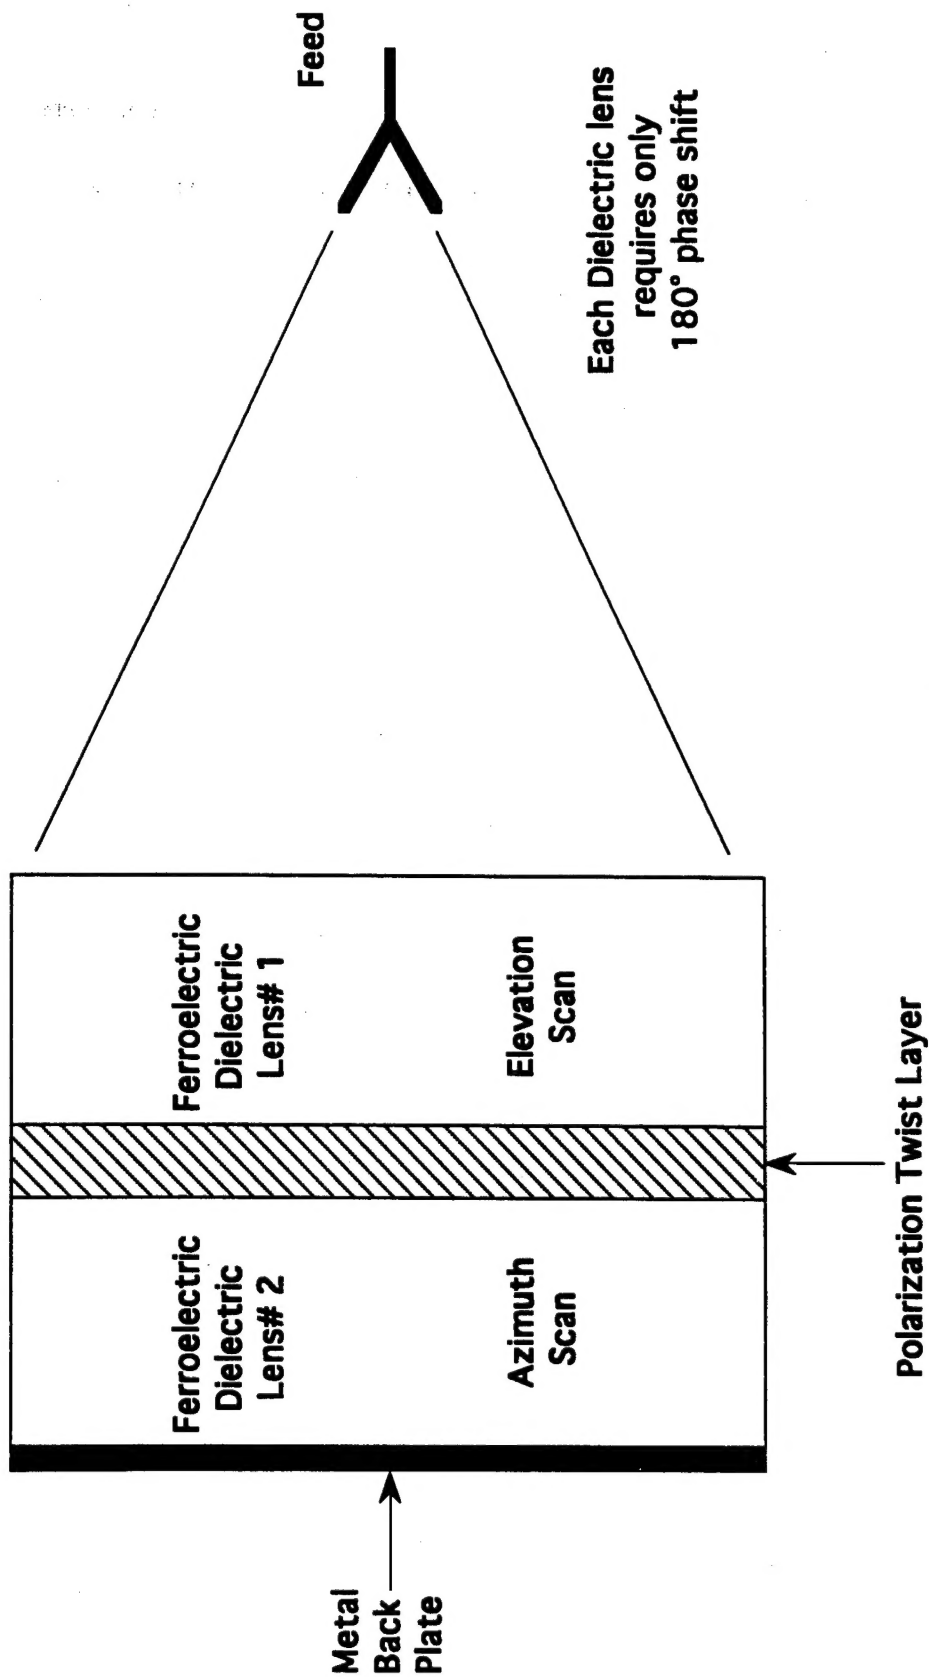 Feed
Each Dielectric lens
requires only
180° phase shift
Ferroelectric
Dielectric
Lens# 1
Elevation
Scan
Ferroelectric
Dielectric
Lens# 2
Azimuth
Scan
Metal
Back
Plate
Polarization Twist Layer